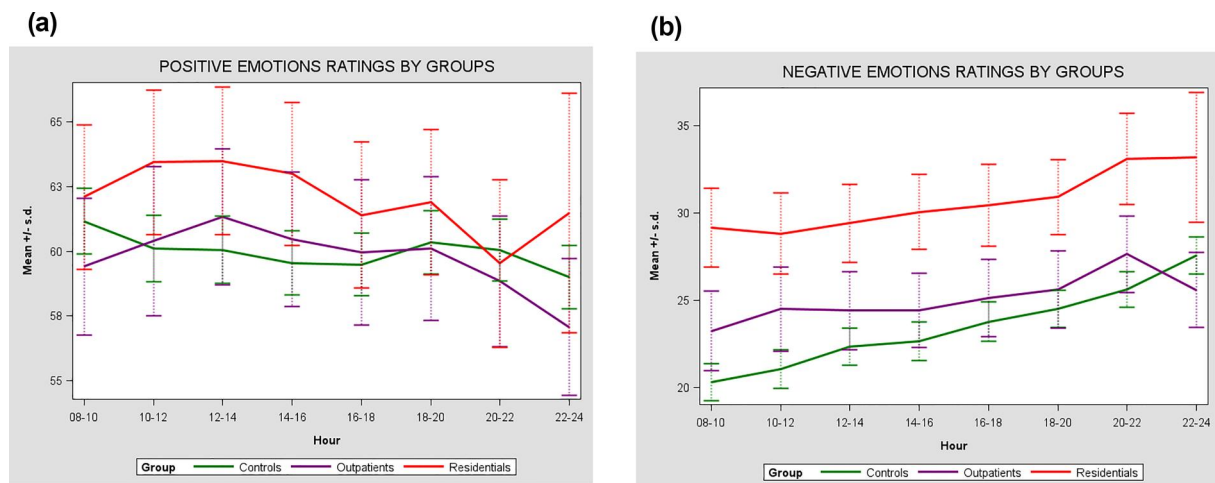 (a)
POSITIVE EMOTIONS RATINGS BY GROUPS
Mean +/- s.d.
65
63
60
58
55
08-10 10-12 12-14 14-16 16-18 18-20 20-22 22-24
Hour
Group Controls Outpatients Residentials
(b)
NEGATIVE EMOTIONS RATINGS BY GROUPS
Mean +/- s.d.
35
30
25
20
08-10 10-12 12-14 14-16 16-18 18-20 20-22 22-24
Hour
Group Controls Outpatients Residentials